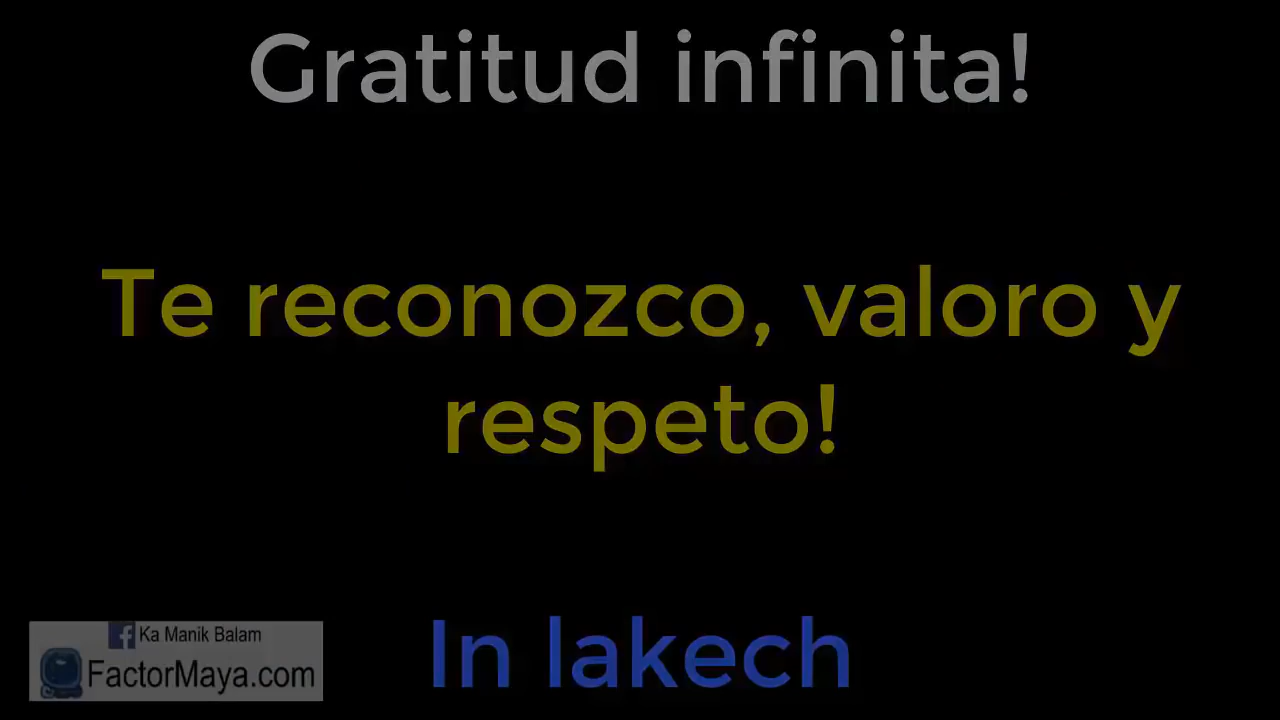 Gratitud infinita!
Te reconozco, valoro y
respeto!
In lakech
Ka Manik Balam
FactorMaya.com